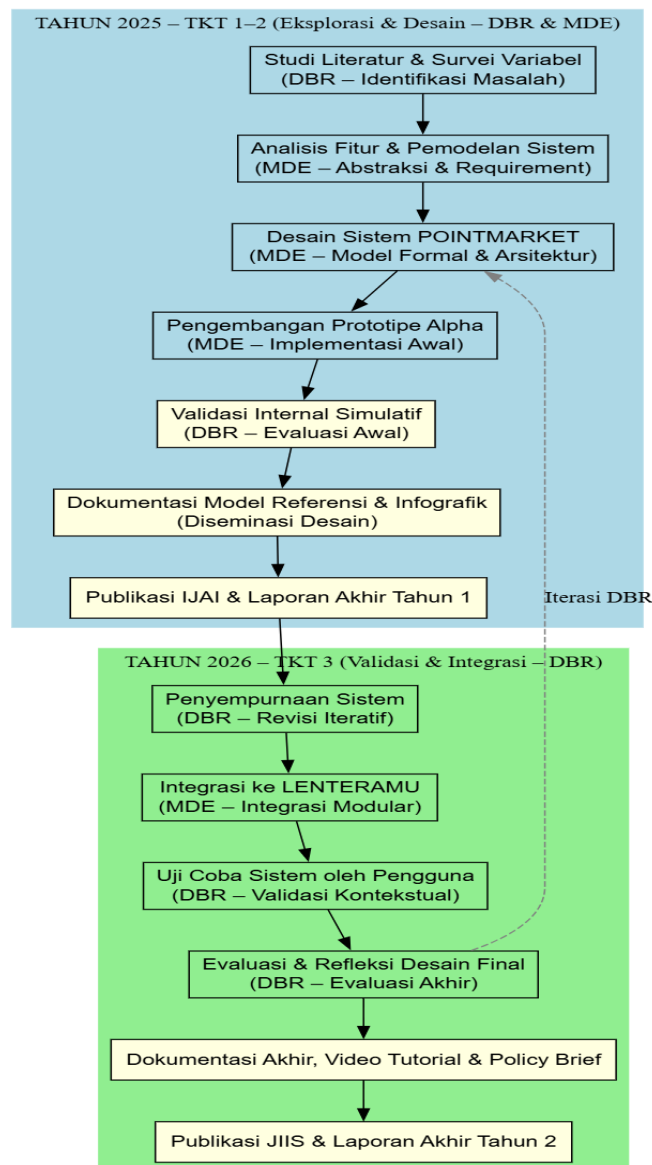 TAHUN 2025 – TKT 1–2 (Eksplorasi & Desain – DBR & MDE)
Studi Literatur & Survei Variabel
(DBR – Identifikasi Masalah)
Analisis Fitur & Pemodelan Sistem
(MDE – Abstraksi & Requirement)
Desain Sistem POINTMARKET
(MDE – Model Formal & Arsitektur)
Pengembangan Prototipe Alpha
(MDE – Implementasi Awal)
Validasi Internal Simulatif
(DBR – Evaluasi Awal)
Dokumentasi Model Referensi & Infografik
(Diseminasi Desain)
Publikasi IJAI & Laporan Akhir Tahun 1
Iterasi DBR
TAHUN 2026 – TKT 3 (Validasi & Integrasi – DBR)
Penyempurnaan Sistem
(DBR – Revisi Iteratif)
Integrasi ke LENTERAMU
(MDE – Integrasi Modular)
Uji Coba Sistem oleh Pengguna
(DBR – Validasi Kontekstual)
Evaluasi & Refleksi Desain Final
(DBR – Evaluasi Akhir)
Dokumentasi Akhir, Video Tutorial & Policy Brief
Publikasi JIIS & Laporan Akhir Tahun 2